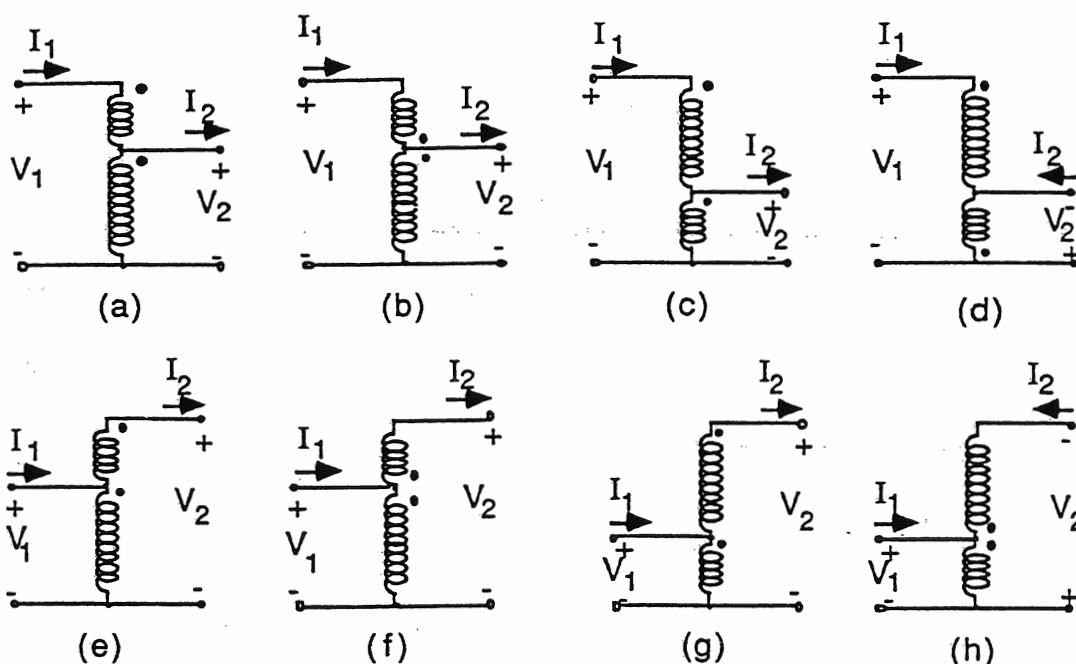 I1 I1 I1 I1
+ I2 + I2 + +
V1 + V1 + V1 I2 V1 I2
V2 V2 + V2 - V2
- - - - - - - +
(a) (b) (c) (d)
I2 I2 I2 I2
I1 + I1 + + -
+ V2 + V2 I1 V2 I1 V2
V1 V1 + V1 + V1
- - - - - - - +
(e) (f) (g) (h)